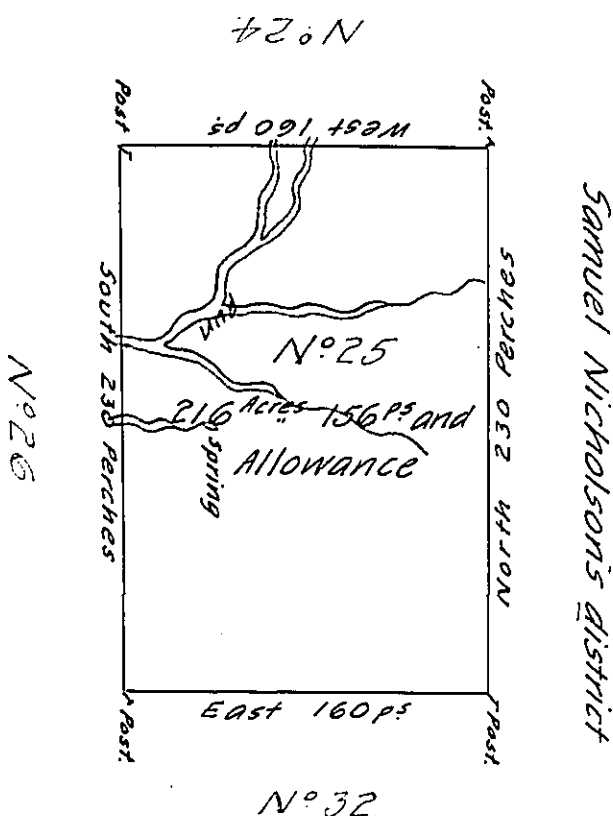 Nº 24
Post
West 160 ps
Post.
Samuel Nicholson's district
North 230 Perches
South 230 Perches
Run
Nº 25
216 Acres 156 ps and
Allowance
Spring
Nº 26
Post.
East 160 ps
Post.
Nº 32